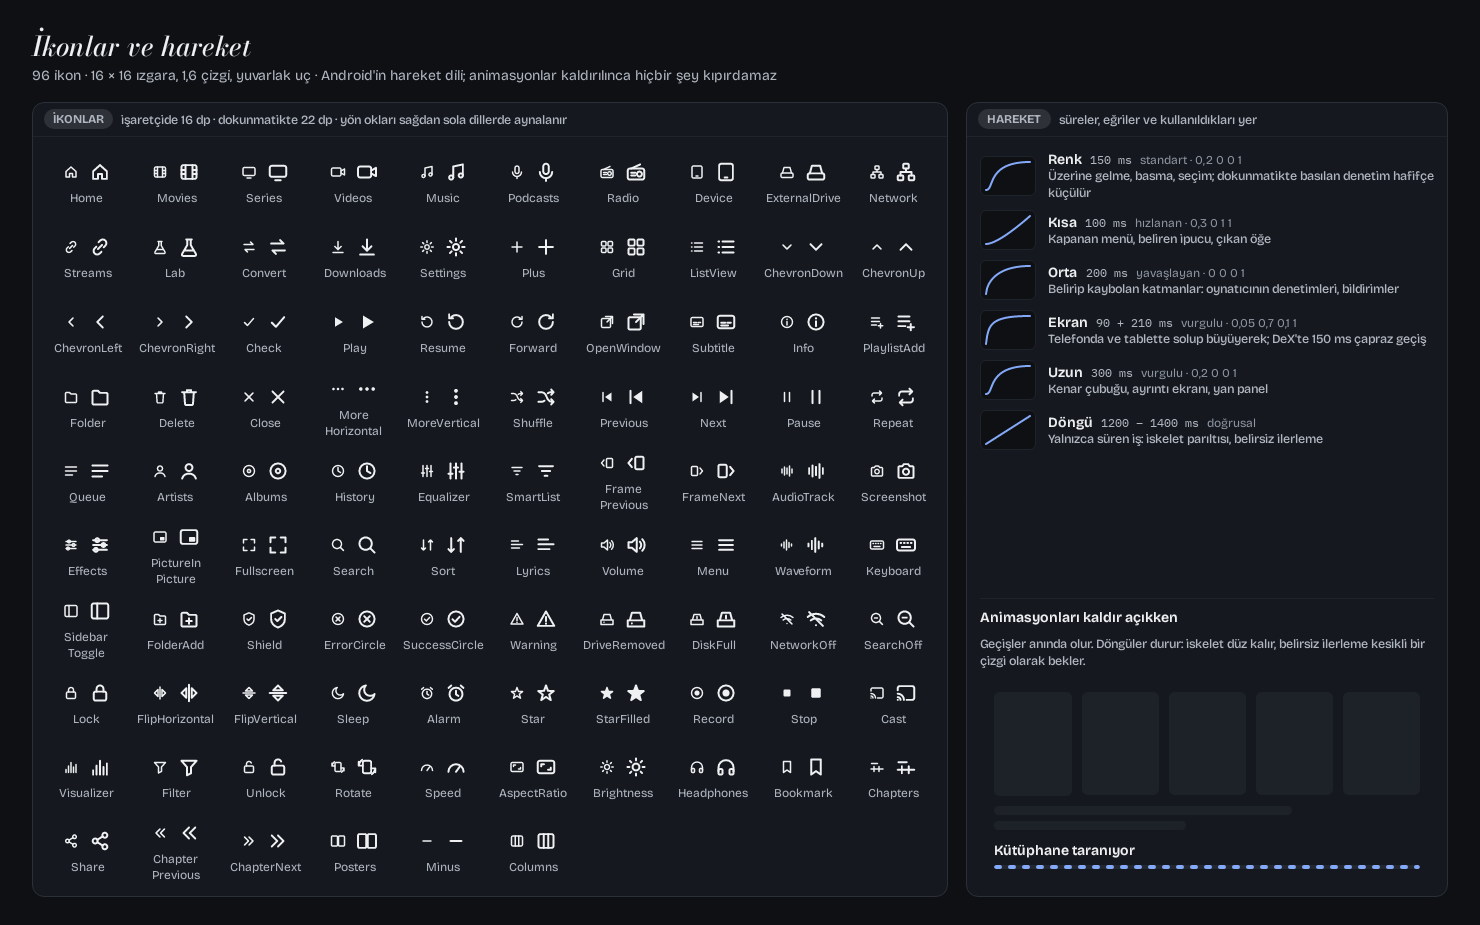 İkonlar ve hareket
96 ikon · 16 × 16 ızgara, 1,6 çizgi, yuvarlak uç · Android'in hareket dili; animasyonlar kaldırılınca hiçbir şey kıpırdamaz
İKONLAR işaretçide 16 dp · dokunmatikte 22 dp · yön okları sağdan sola dillerde aynalanır
Home Movies Series Videos Music Podcasts Radio Device ExternalDrive Network
Streams Lab Convert Downloads Settings Plus Grid ListView ChevronDown ChevronUp
ChevronLeft ChevronRight Check Play Resume Forward OpenWindow Subtitle Info PlaylistAdd
Folder Delete Close More Horizontal MoreVertical Shuffle Previous Next Pause Repeat
Queue Artists Albums History Equalizer SmartList Frame Previous FrameNext AudioTrack Screenshot
Effects PictureIn Picture Fullscreen Search Sort Lyrics Volume Menu Waveform Keyboard
Sidebar Toggle FolderAdd Shield ErrorCircle SuccessCircle Warning DriveRemoved DiskFull NetworkOff SearchOff
Lock FlipHorizontal FlipVertical Sleep Alarm Star StarFilled Record Stop Cast
Visualizer Filter Unlock Rotate Speed AspectRatio Brightness Headphones Bookmark Chapters
Share Chapter Previous ChapterNext Posters Minus Columns
HAREKET süreler, eğriler ve kullanıldıkları yer
Renk 150 ms standart · 0,2 0 0 1
Üzerine gelme, basma, seçim; dokunmatikte basılan denetim hafifçe
küçülür
Kısa 100 ms hızlanan · 0,3 0 1 1
Kapanan menü, beliren ipucu, çıkan öğe
Orta 200 ms yavaşlayan · 0 0 0 1
Belirip kaybolan katmanlar: oynatıcının denetimleri, bildirimler
Ekran 90 + 210 ms vurgulu · 0,05 0,7 0,1 1
Telefonda ve tablette solup büyüyerek; DeX'te 150 ms çapraz geçiş
Uzun 300 ms vurgulu · 0,2 0 0 1
Kenar çubuğu, ayrıntı ekranı, yan panel
Döngü 1200 – 1400 ms doğrusal
Yalnızca süren iş: iskelet parıltısı, belirsiz ilerleme
Animasyonları kaldır açıkken
Geçişler anında olur. Döngüler durur: iskelet düz kalır, belirsiz ilerleme kesikli bir
çizgi olarak bekler.
Kütüphane taranıyor